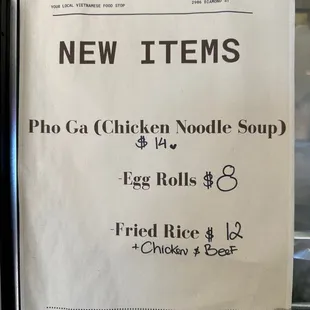 YOUR LOCAL VIETNAMESE FOOD STOP
NEW ITEMS
Pho Ga (Chicken Noodle Soup)
$14
-Egg Rolls $8
-Fried Rice $12
+ Chicken & Beef